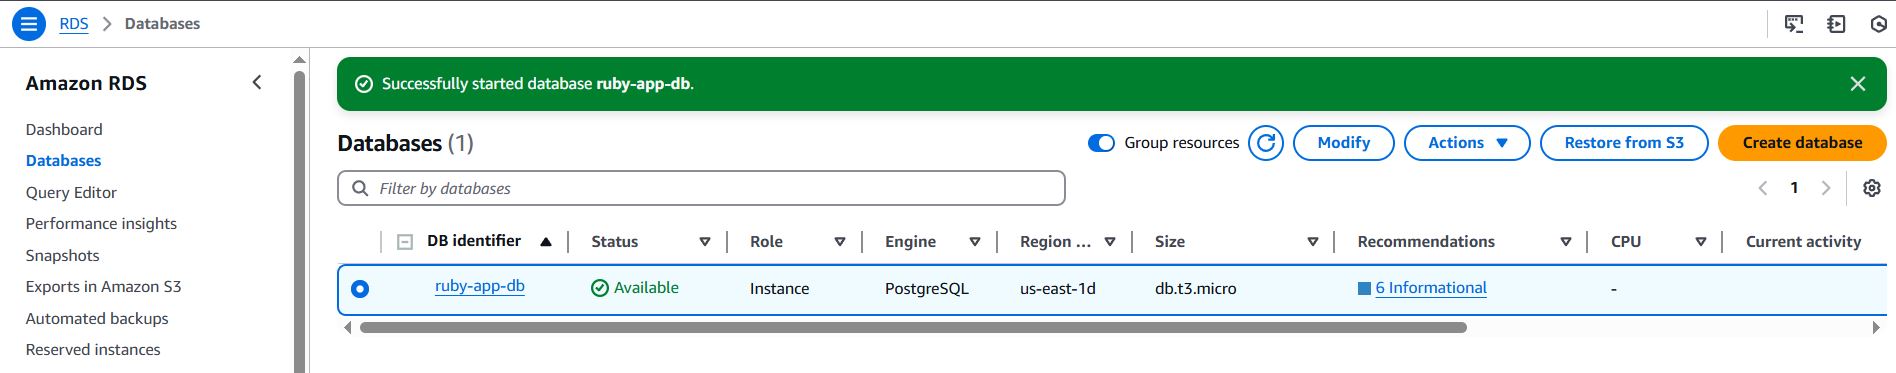 RDS > Databases
Amazon RDS
Dashboard
Databases
Query Editor
Performance insights
Snapshots
Exports in Amazon S3
Automated backups
Reserved instances
Successfully started database ruby-app-db.
Databases (1)
Group resources
Modify
Actions
Restore from S3
Create database
Filter by databases
1
DB identifier Status Role Engine Region ... Size Recommendations CPU Current activity
ruby-app-db Available Instance PostgreSQL us-east-1d db.t3.micro 6 Informational -